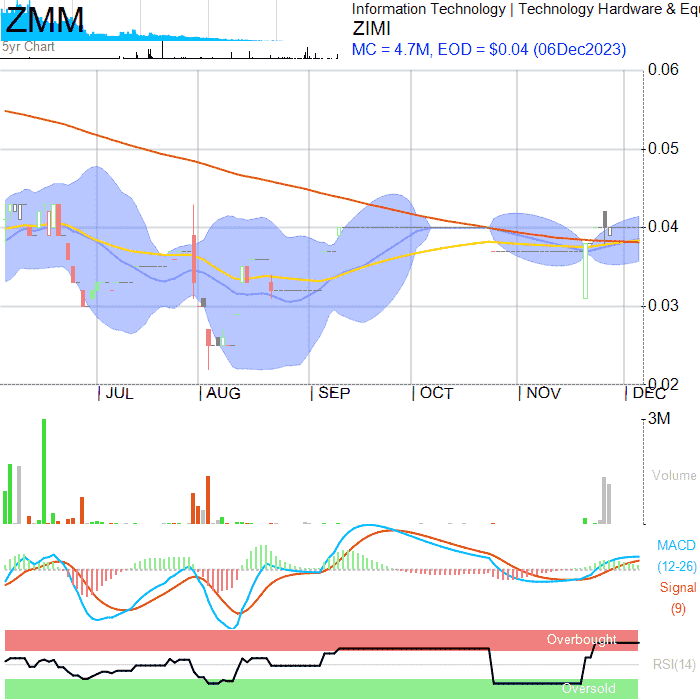 ZMM
5yr Chart
Information Technology | Technology Hardware & Equ
ZIMI
MC = 4.7M, EOD = $0.04 (06Dec2023)
0.06
0.05
0.04
0.03
0.02
| JUL | AUG | SEP | OCT | NOV | DEC
3M
Volume
MACD
(12-26)
Signal
(9)
Overbought
RSI(14)
Oversold